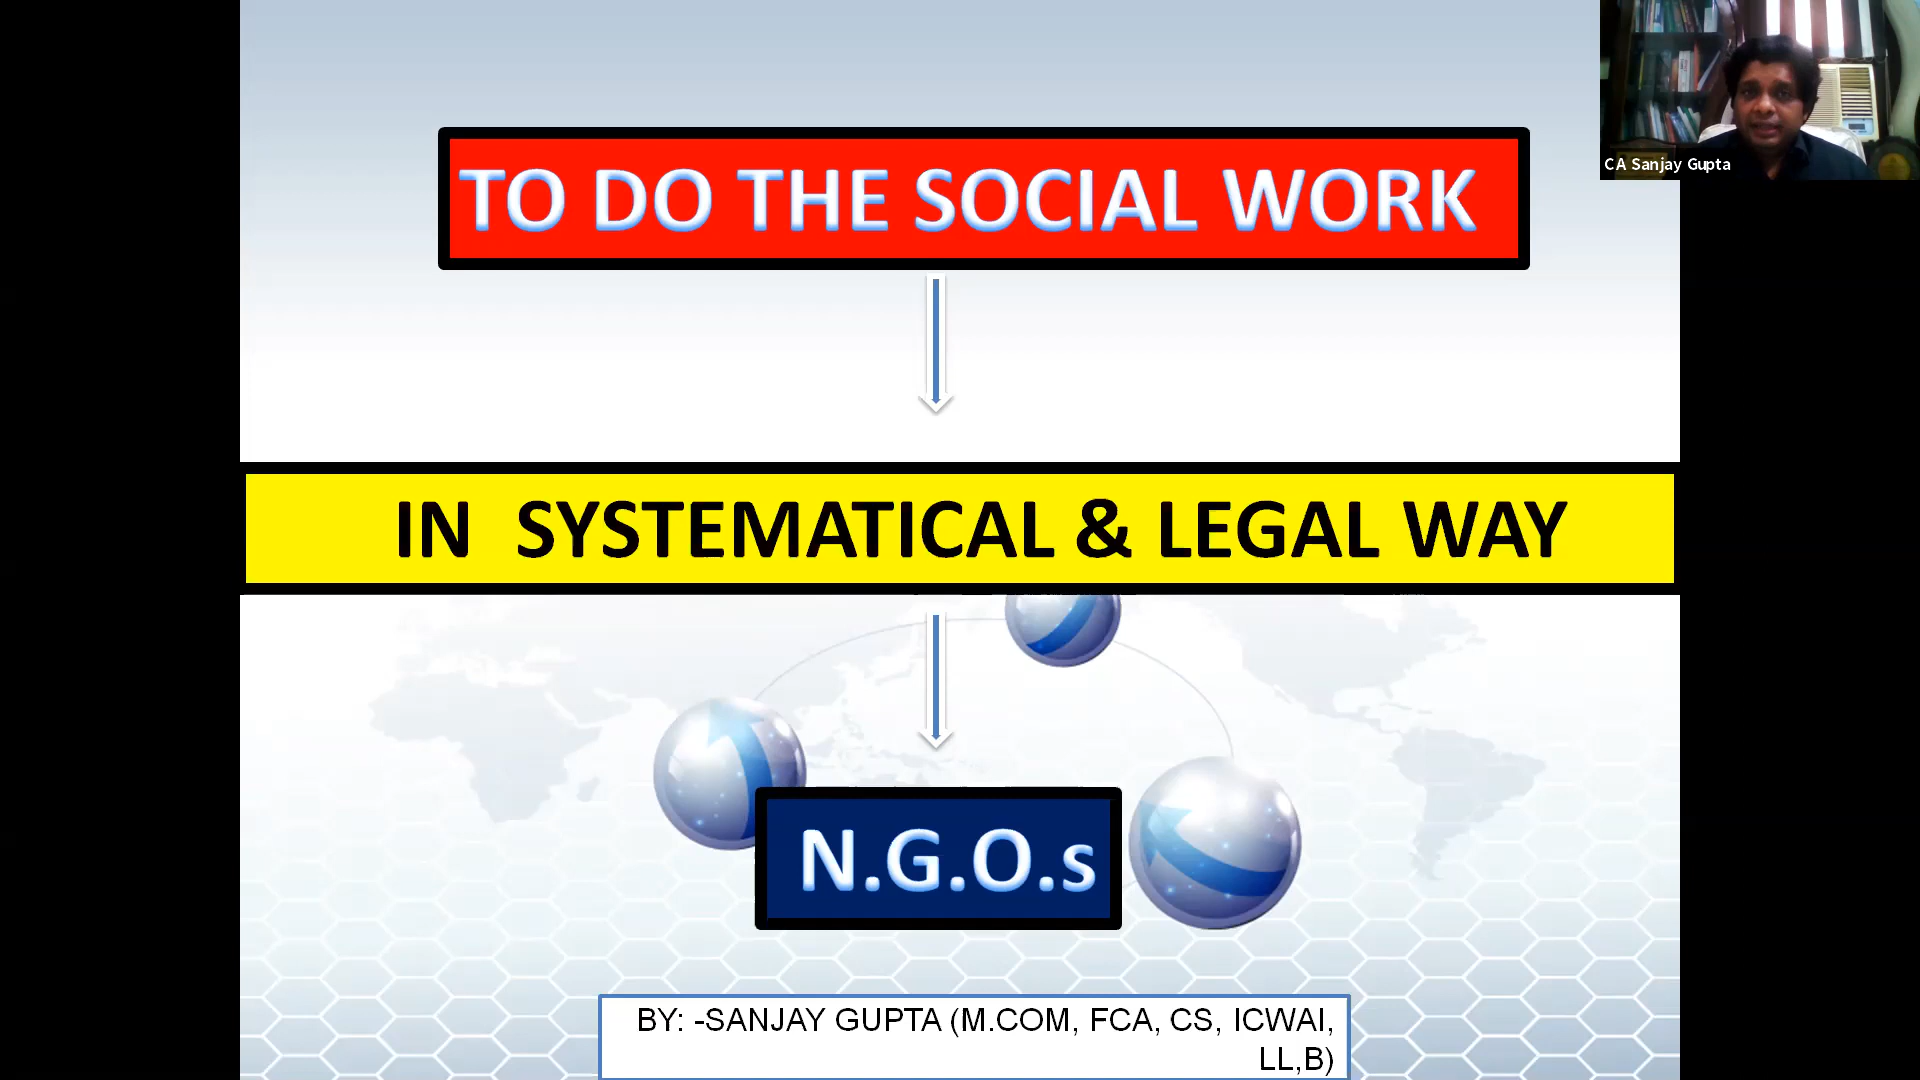 TO DO THE SOCIAL WORK
CA Sanjay Gupta
IN SYSTEMATICAL & LEGAL WAY
N.G.O.s
BY: -SANJAY GUPTA (M.COM, FCA, CS, ICWAI,
LL,B)